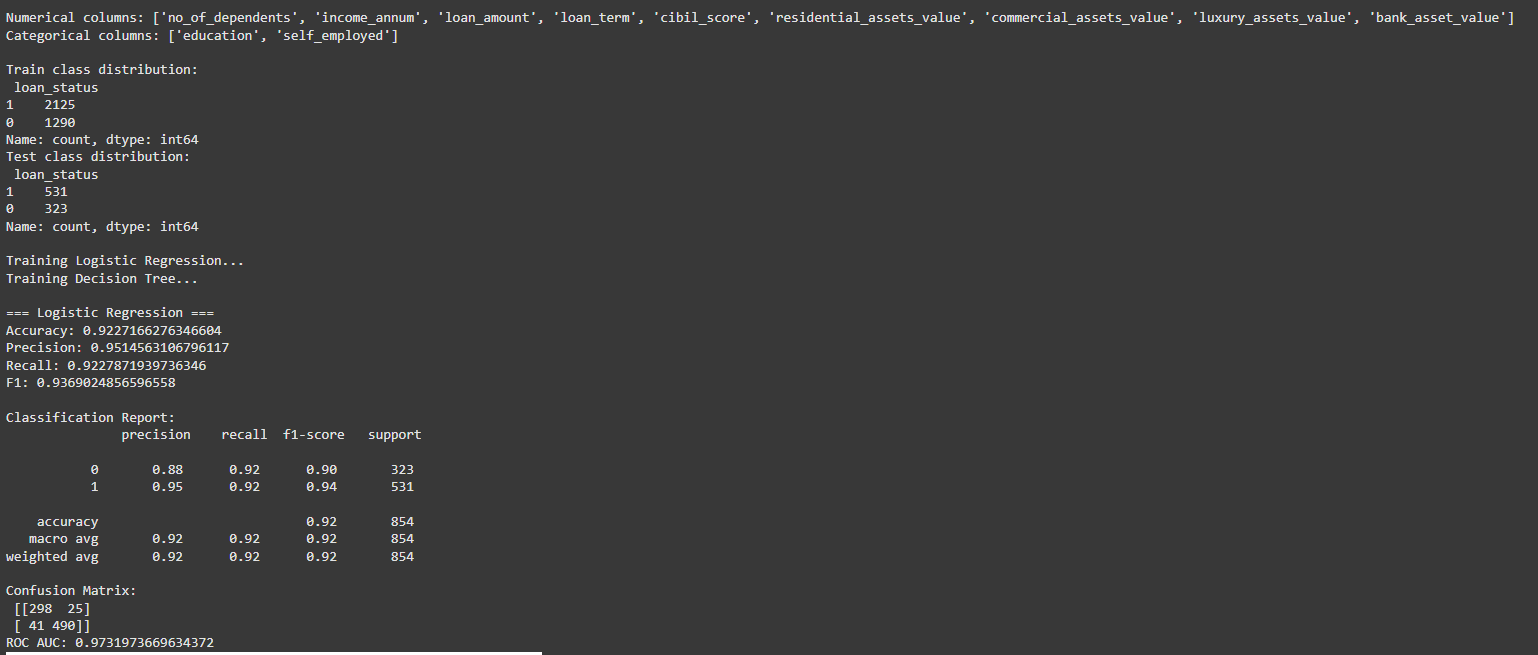 Numerical columns: ['no_of_dependents', 'income_annum', 'loan_amount', 'loan_term', 'cibil_score', 'residential_assets_value', 'commercial_assets_value', 'luxury_assets_value', 'bank_asset_value']
Categorical columns: ['education', 'self_employed']

Train class distribution:
 loan_status
1    2125
0    1290
Name: count, dtype: int64
Test class distribution:
 loan_status
1    531
0    323
Name: count, dtype: int64

Training Logistic Regression...
Training Decision Tree...

=== Logistic Regression ===
Accuracy: 0.9227166276346604
Precision: 0.9514563106796117
Recall: 0.9227871939736346
F1: 0.9369024856596558

Classification Report:
               precision    recall  f1-score   support

           0       0.88      0.92      0.90       323
           1       0.95      0.92      0.94       531

    accuracy                           0.92       854
   macro avg       0.92      0.92      0.92       854
weighted avg       0.92      0.92      0.92       854

Confusion Matrix:
 [[298  25]
 [ 41 490]]
ROC AUC: 0.9731973669634372